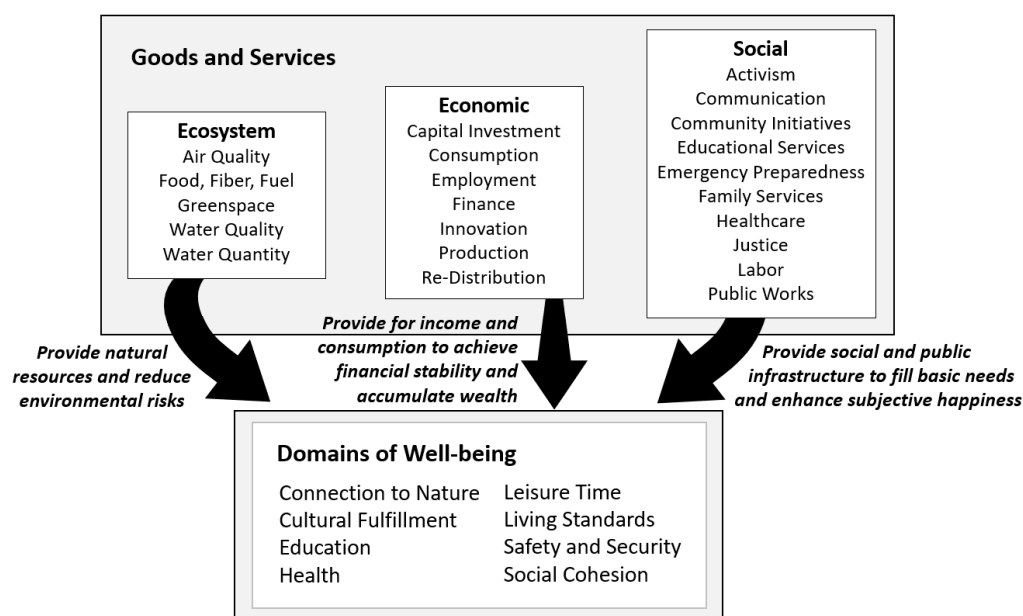 Goods and Services
Ecosystem
Air Quality
Food, Fiber, Fuel
Greenspace
Water Quality
Water Quantity
Economic
Capital Investment
Consumption
Employment
Finance
Innovation
Production
Re-Distribution
Social
Activism
Communication
Community Initiatives
Educational Services
Emergency Preparedness
Family Services
Healthcare
Justice
Labor
Public Works
Provide natural
resources and reduce
environmental risks
Provide for income and
consumption to achieve
financial stability and
accumulate wealth
Provide social and public
infrastructure to fill basic needs
and enhance subjective happiness
Domains of Well-being
Connection to Nature
Cultural Fulfillment
Education
Health
Leisure Time
Living Standards
Safety and Security
Social Cohesion